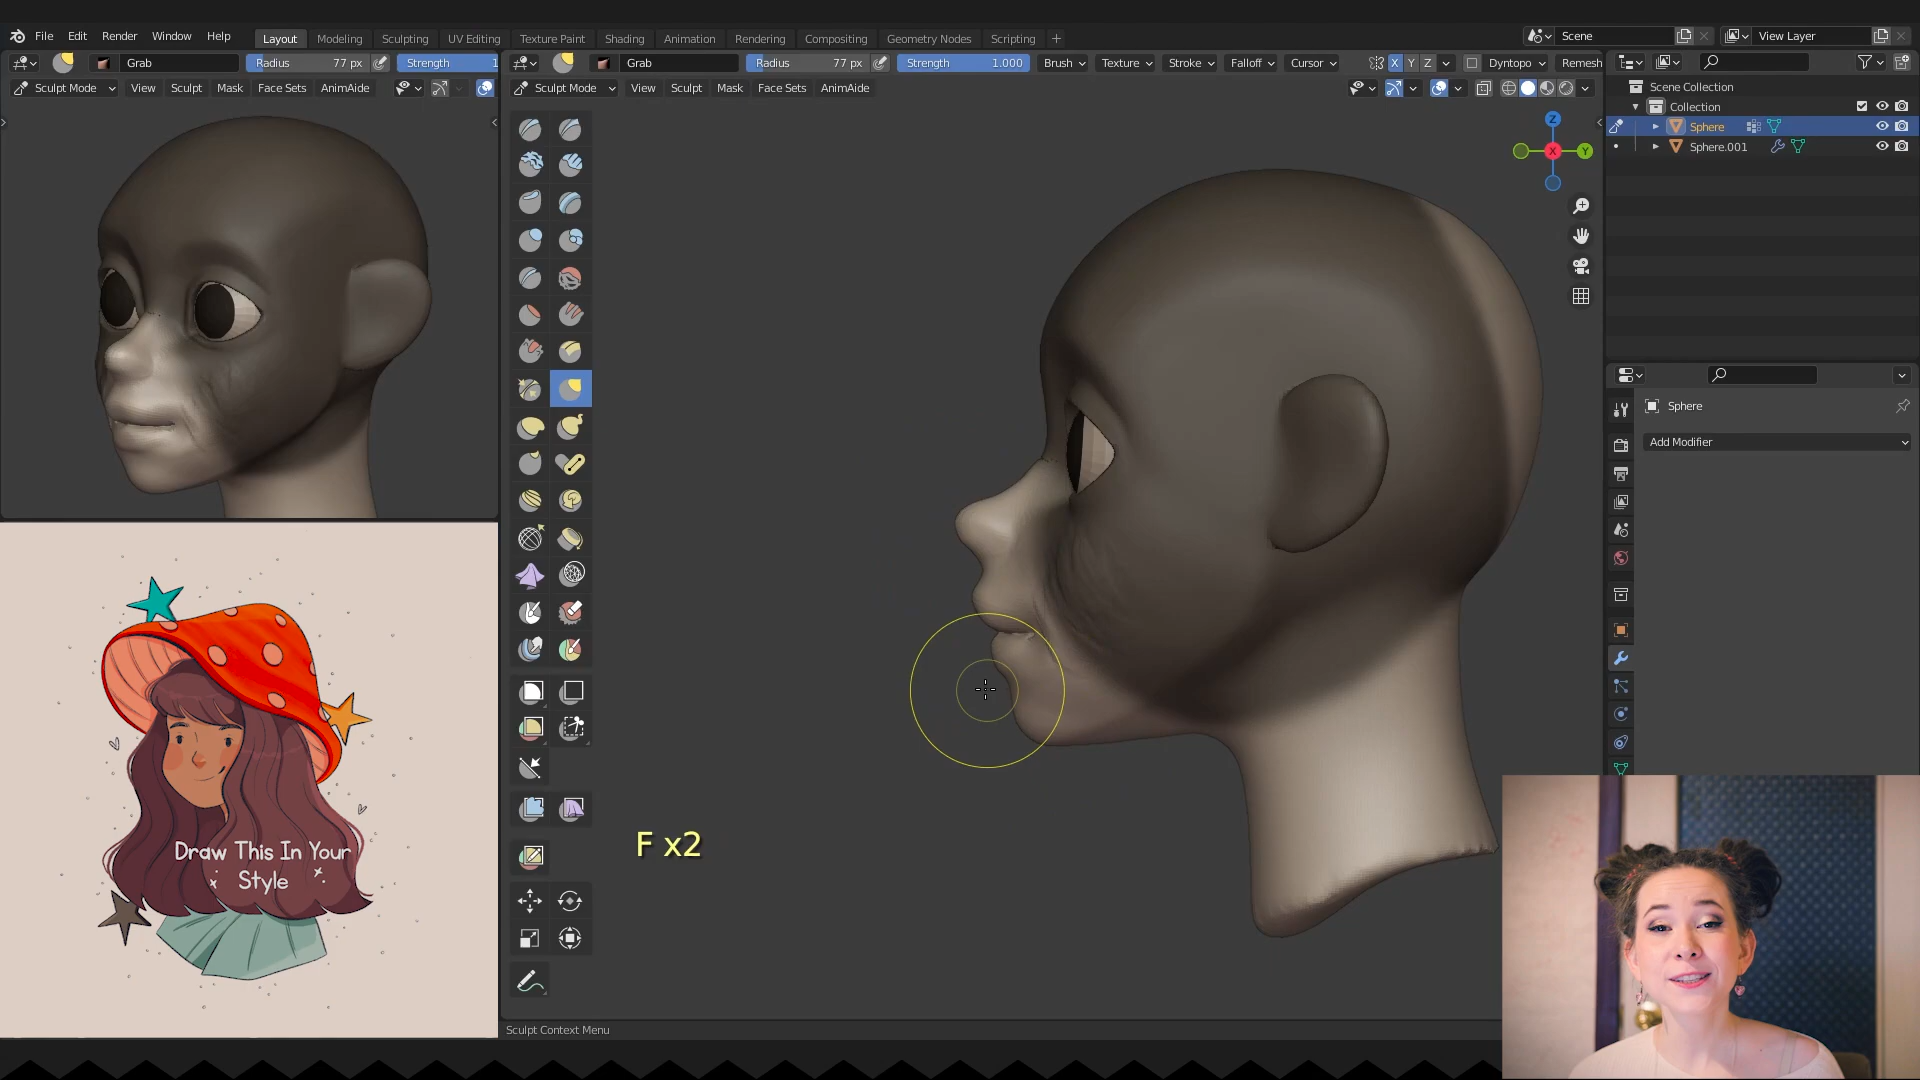 File Edit Render Window Help
Layout Modeling Sculpting UV Editing Texture Paint Shading Animation Rendering Compositing Geometry Nodes Scripting +
Scene
View Layer
Grab Radius 77 px Strength 1
Grab Radius 77 px Strength 1.000 Brush Texture Stroke Falloff Cursor X Y Z Dyntopo Remesh
Sculpt Mode View Sculpt Mask Face Sets AnimAide
Sculpt Mode View Sculpt Mask Face Sets AnimAide
Scene Collection
Collection
Sphere
Sphere.001
Z
X
Y
Sphere
Add Modifier
Draw This In Your
Style
F x2
Sculpt Context Menu